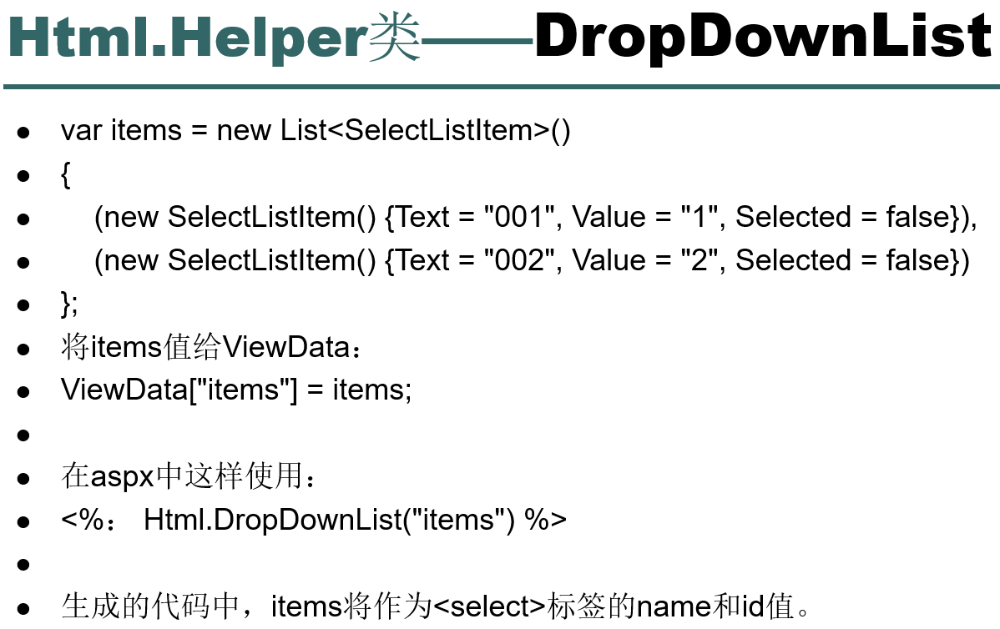 Html.Helper类——DropDownList
● var items = new List<SelectListItem>()
● {
● (new SelectListItem() {Text = "001", Value = "1", Selected = false}),
● (new SelectListItem() {Text = "002", Value = "2", Selected = false})
● };
● 将items值给ViewData：
● ViewData["items"] = items;
●
● 在aspx中这样使用：
● <%： Html.DropDownList("items") %>
●
● 生成的代码中，items将作为<select>标签的name和id值。